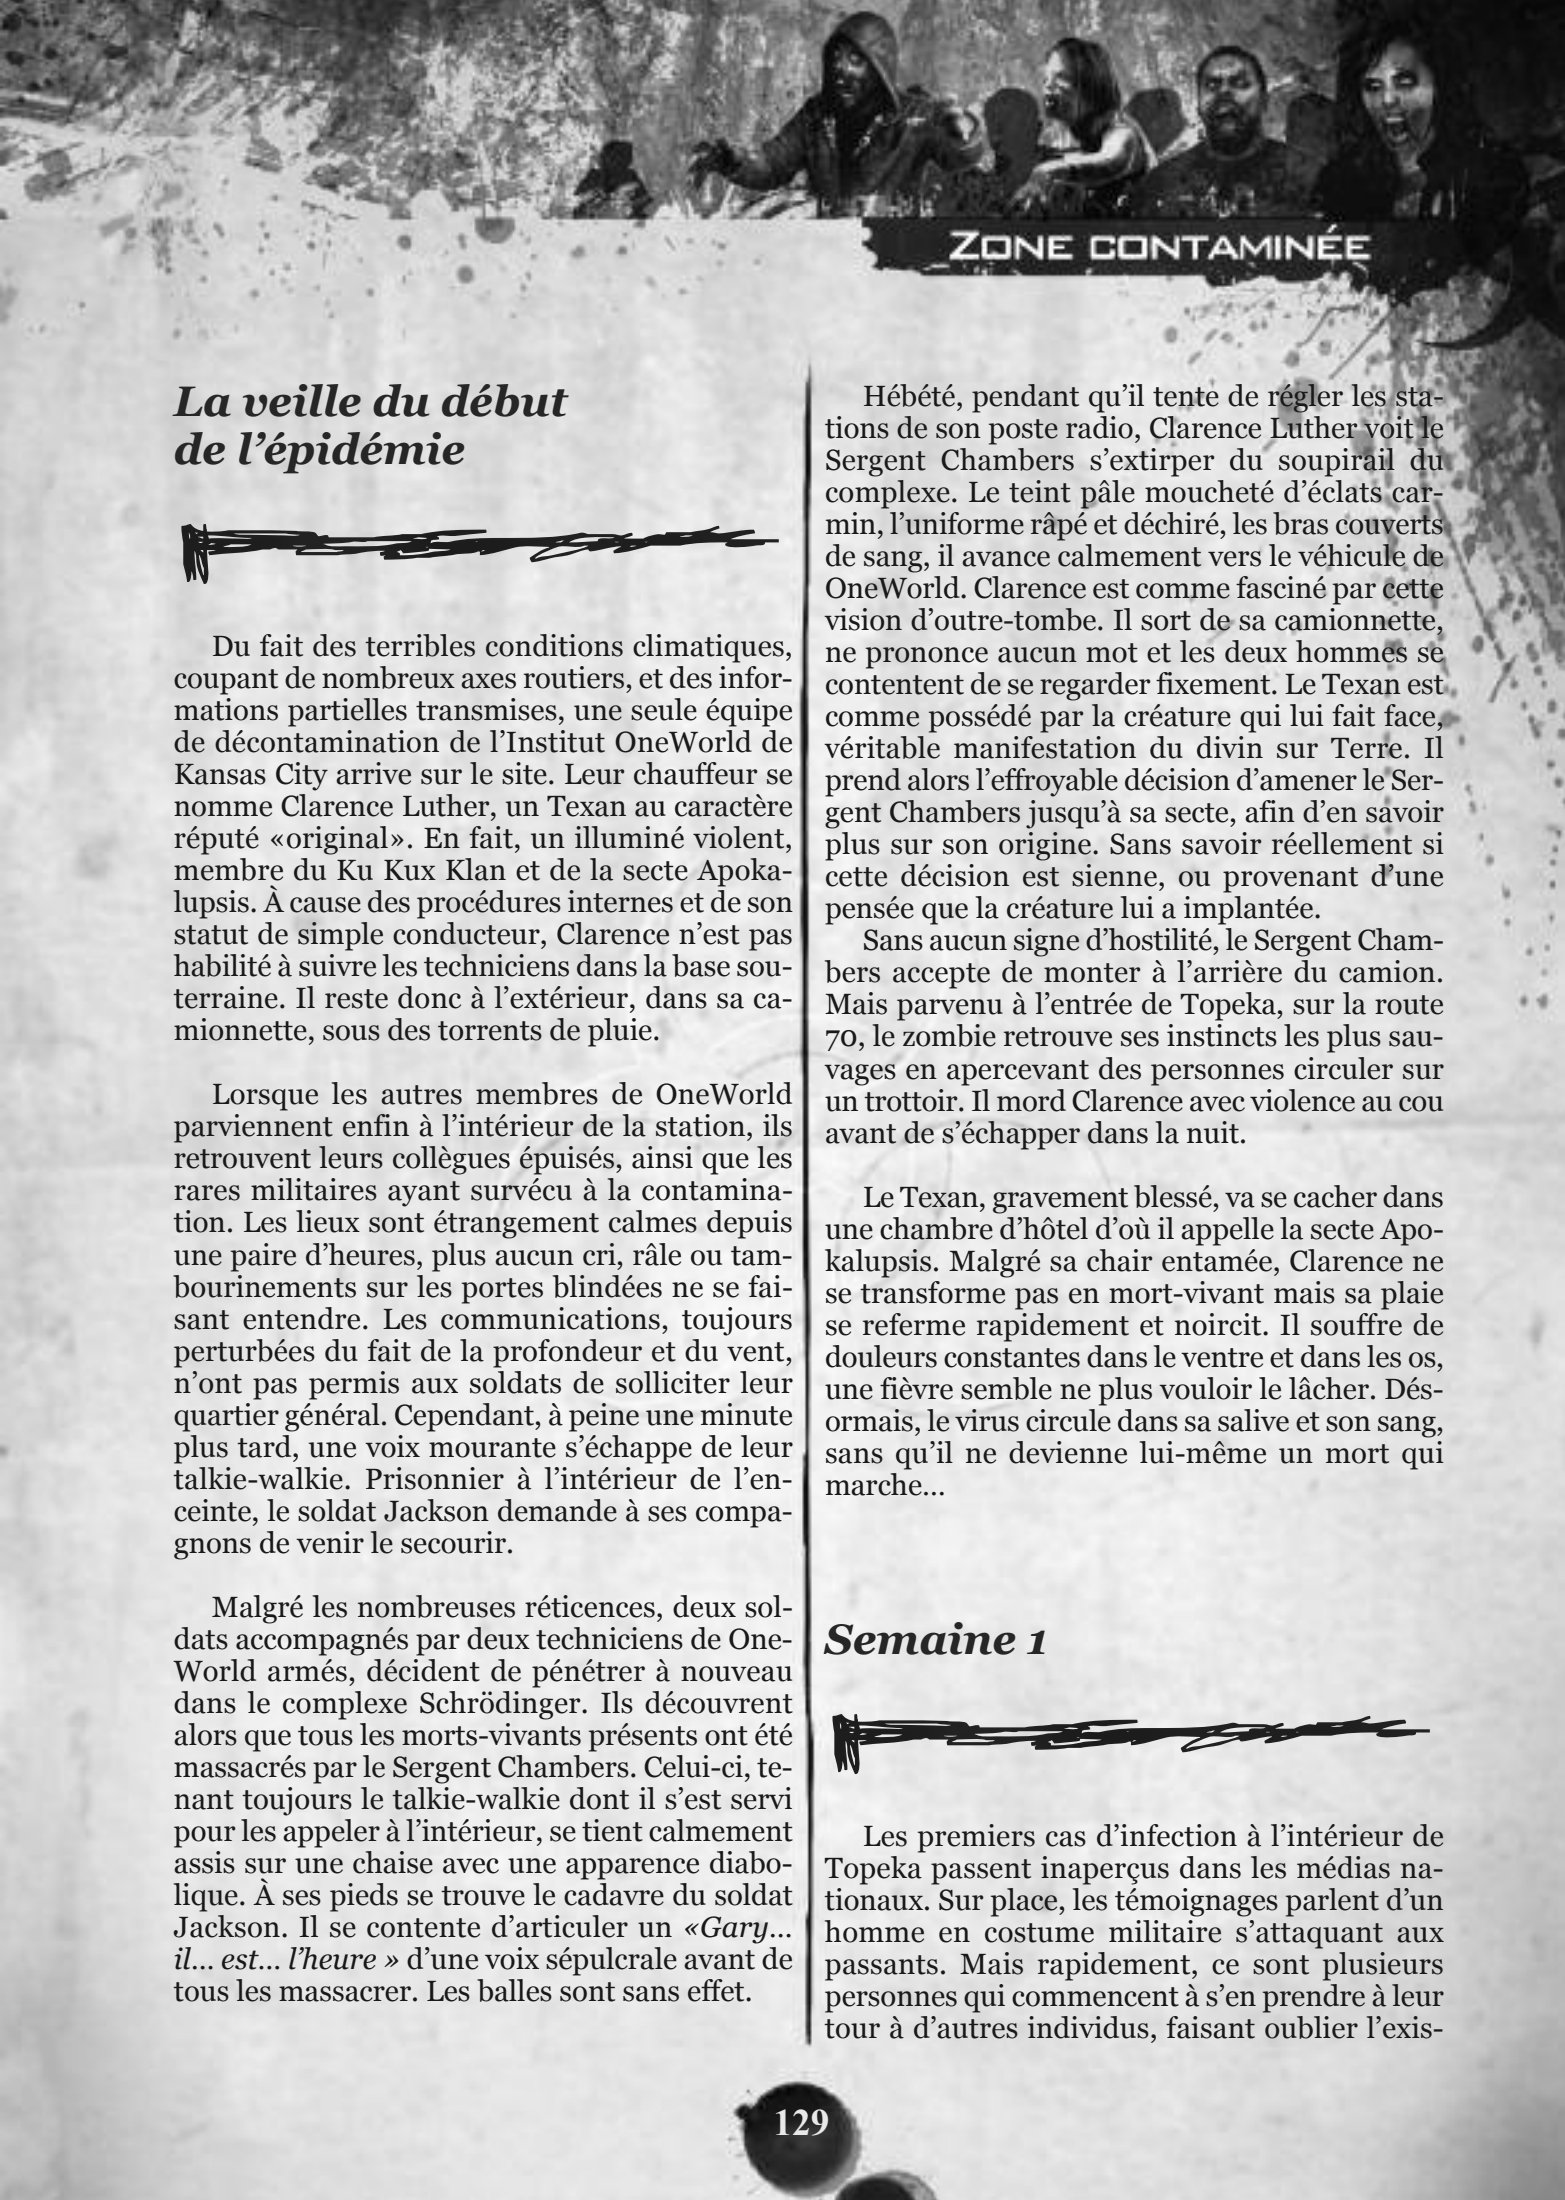 ZONE CONTAMINÉE
La veille du début
de l'épidémie
Du fait des terribles conditions climatiques,
coupant de nombreux axes routiers, et des infor-
mations partielles transmises, une seule équipe
de décontamination de l'Institut OneWorld de
Kansas City arrive sur le site. Leur chauffeur se
nomme Clarence Luther, un Texan au caractère
réputé «original». En fait, un illuminé violent,
membre du Ku Kux Klan et de la secte Apoka-
lupsis. À cause des procédures internes et de son
statut de simple conducteur, Clarence n'est pas
habilité à suivre les techniciens dans la base sou-
terraine. Il reste donc à l'extérieur, dans sa ca-
mionnette, sous des torrents de pluie.
Lorsque les autres membres de OneWorld
parviennent enfin à l'intérieur de la station, ils
retrouvent leurs collègues épuisés, ainsi que les
rares militaires ayant survécu à la contamina-
tion. Les lieux sont étrangement calmes depuis
une paire d'heures, plus aucun cri, râle ou tam-
bourinements sur les portes blindées ne se fai-
sant entendre. Les communications, toujours
perturbées du fait de la profondeur et du vent,
n'ont pas permis aux soldats de solliciter leur
quartier général. Cependant, à peine une minute
plus tard, une voix mourante s'échappe de leur
talkie-walkie. Prisonnier à l'intérieur de l'en-
ceinte, le soldat Jackson demande à ses compa-
gnons de venir le secourir.
Malgré les nombreuses réticences, deux sol-
dats accompagnés par deux techniciens de One-
World armés, décident de pénétrer à nouveau
dans le complexe Schrödinger. Ils découvrent
alors que tous les morts-vivants présents ont été
massacrés par le Sergent Chambers. Celui-ci, te-
nant toujours le talkie-walkie dont il s'est servi
pour les appeler à l'intérieur, se tient calmement
assis sur une chaise avec une apparence diabo-
lique. À ses pieds se trouve le cadavre du soldat
Jackson. Il se contente d'articuler un «Gary...
il... est... l'heure » d'une voix sépulcrale avant de
tous les massacrer. Les balles sont sans effet.
Hébété, pendant qu'il tente de régler les sta-
tions de son poste radio, Clarence Luther voit le
Sergent Chambers s'extirper du soupirail du
complexe. Le teint pâle moucheté d'éclats car-
min, l'uniforme râpé et déchiré, les bras couverts
de sang, il avance calmement vers le véhicule de
OneWorld. Clarence est comme fasciné par cette
vision d'outre-tombe. Il sort de sa camionnette,
ne prononce aucun mot et les deux hommes se
contentent de se regarder fixement. Le Texan est
comme possédé par la créature qui lui fait face,
véritable manifestation du divin sur Terre. Il
prend alors l'effroyable décision d'amener le Ser-
gent Chambers jusqu'à sa secte, afin d'en savoir
plus sur son origine. Sans savoir réellement si
cette décision est sienne, ou provenant d'une
pensée que la créature lui a implantée.
Sans aucun signe d'hostilité, le Sergent Cham-
bers accepte de monter à l'arrière du camion.
Mais parvenu à l'entrée de Topeka, sur la route
70, le zombie retrouve ses instincts les plus sau-
vages en apercevant des personnes circuler sur
un trottoir. Il mord Clarence avec violence au cou
avant de s'échapper dans la nuit.
Le Texan, gravement blessé, va se cacher dans
une chambre d'hôtel d'où il appelle la secte Apo-
kalupsis. Malgré sa chair entamée, Clarence ne
se transforme pas en mort-vivant mais sa plaie
se referme rapidement et noircit. Il souffre de
douleurs constantes dans le ventre et dans les os,
une fièvre semble ne plus vouloir le lâcher. Dés-
ormais, le virus circule dans sa salive et son sang,
sans qu'il ne devienne lui-même un mort qui
marche...
Semaine 1
Les premiers cas d'infection à l'intérieur de
Topeka passent inaperçus dans les médias na-
tionaux. Sur place, les témoignages parlent d'un
homme en costume militaire s'attaquant aux
passants. Mais rapidement, ce sont plusieurs
personnes qui commencent à s'en prendre à leur
tour à d'autres individus, faisant oublier l'exis-
129